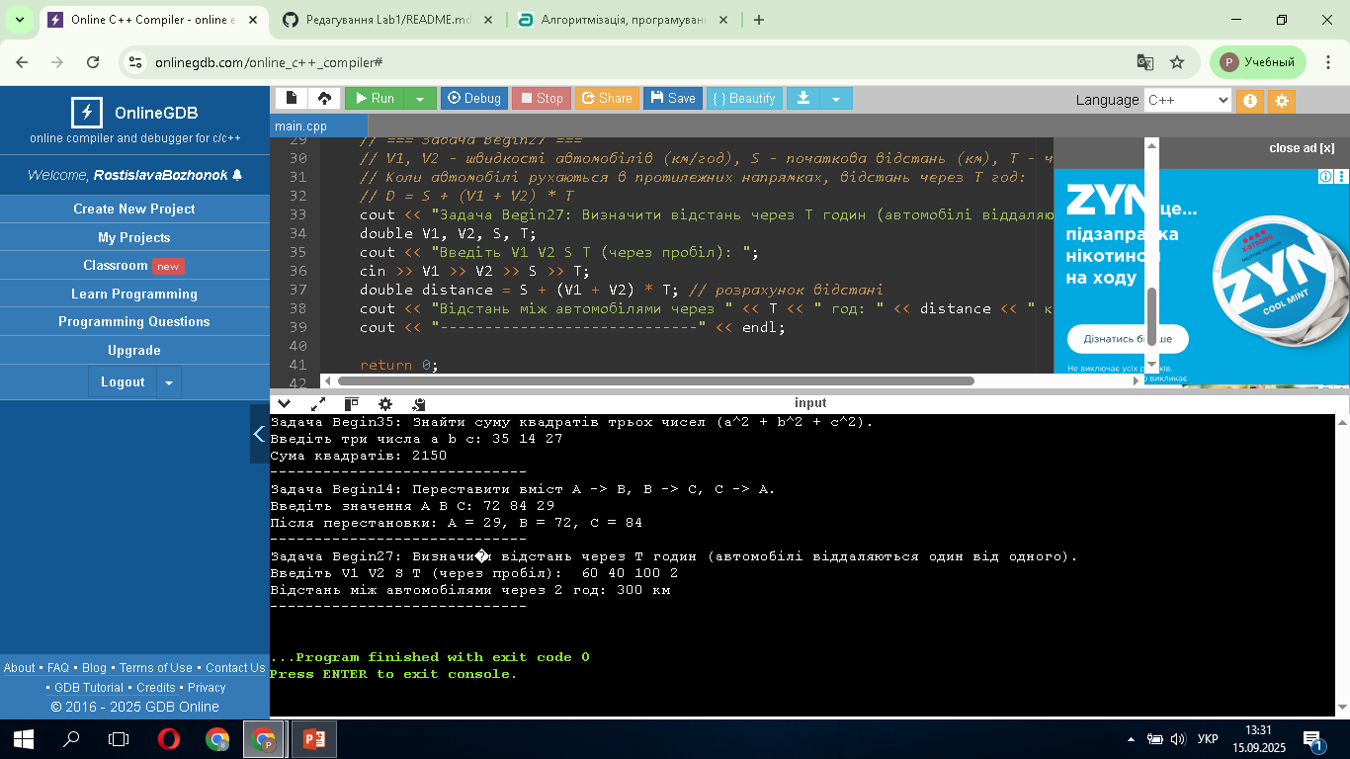 Online C++ Compiler - online e
Редагування Lab1/README.md
Алгоритмізація, програмуван
onlinegdb.com/online_c++_compiler#
Учебный
OnlineGDB
online compiler and debugger for c/c++
Welcome, RostislavaBozhonok
Create New Project
My Projects
Classroom new
Learn Programming
Programming Questions
Upgrade
Logout
About • FAQ • Blog • Terms of Use • Contact Us
• GDB Tutorial • Credits • Privacy
© 2016 - 2025 GDB Online
Run Debug Stop Share Save { } Beautify
Language C++
main.cpp
29 // === Задача Begin27 ===
30 // V1, V2 - швидкості автомобілів (км/год), S - початкова відстань (км), T - ч
31 // Коли автомобілі рухаються в протилежних напрямках, відстань через T год:
32 // D = S + (V1 + V2) * T
33 cout << "Задача Begin27: Визначити відстань через T годин (автомобілі віддаляю
34 double V1, V2, S, T;
35 cout << "Введіть V1 V2 S T (через пробіл): ";
36 cin >> V1 >> V2 >> S >> T;
37 double distance = S + (V1 + V2) * T; // розрахунок відстані
38 cout << "Відстань між автомобілями через " << T << " год: " << distance << " к
39 cout << "-----------------------------" << endl;
40
41 return 0;
42
close ad [x]
ZYN це...
підзаправка
нікотином
на ходу
Дізнатись більше
Не виключає усіх ризиків.
викликає
ZYN
COOL MINT
input
Задача Begin35: Знайти суму квадратів трьох чисел (a^2 + b^2 + c^2).
Введіть три числа a b c: 35 14 27
Сума квадратів: 2150
-----------------------------
Задача Begin14: Переставити вміст A -> B, B -> C, C -> A.
Введіть значення A B C: 72 84 29
Після перестановки: A = 29, B = 72, C = 84
-----------------------------
Задача Begin27: Визначи�и відстань через T годин (автомобілі віддаляються один від одного).
Введіть V1 V2 S T (через пробіл):  60 40 100 2
Відстань між автомобілями через 2 год: 300 км
-----------------------------
...Program finished with exit code 0
Press ENTER to exit console.
УКР
13:31
15.09.2025
1